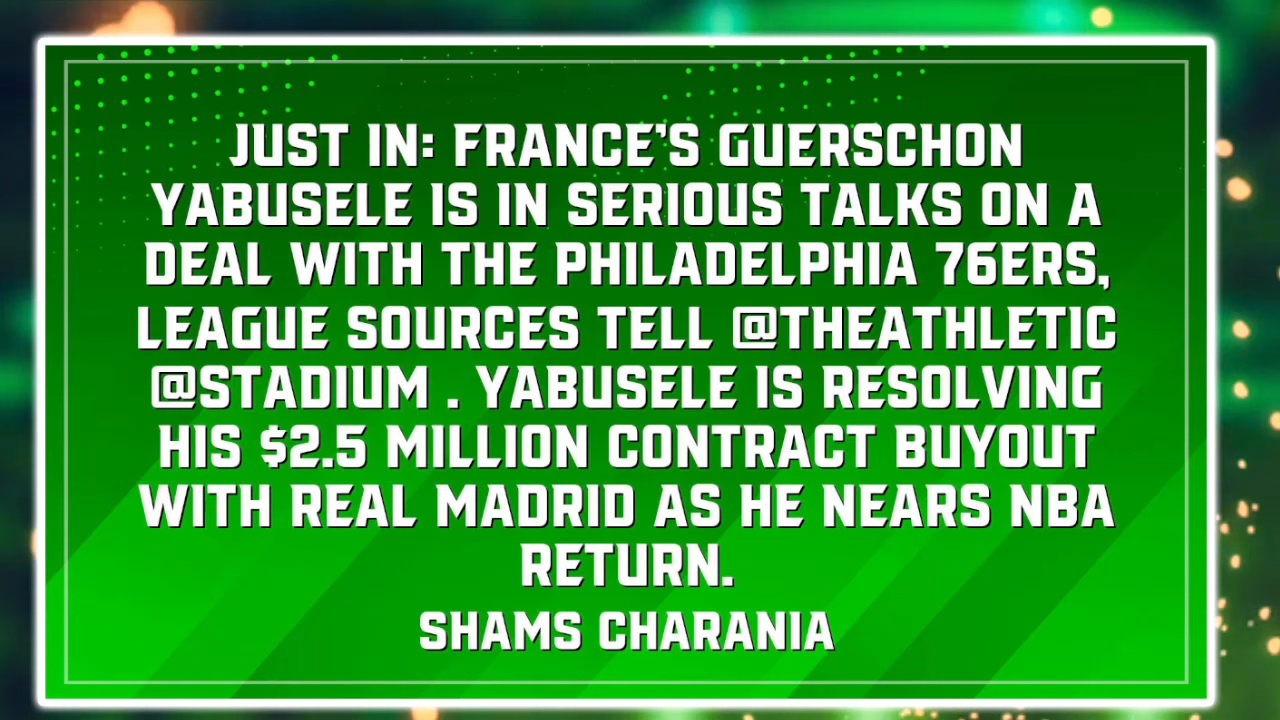 JUST IN: FRANCE'S GUERSCHON
YABUSELE IS IN SERIOUS TALKS ON A
DEAL WITH THE PHILADELPHIA 76ERS,
LEAGUE SOURCES TELL @THEATHLETIC
@STADIUM . YABUSELE IS RESOLVING
HIS $2.5 MILLION CONTRACT BUYOUT
WITH REAL MADRID AS HE NEARS NBA
RETURN.
SHAMS CHARANIA